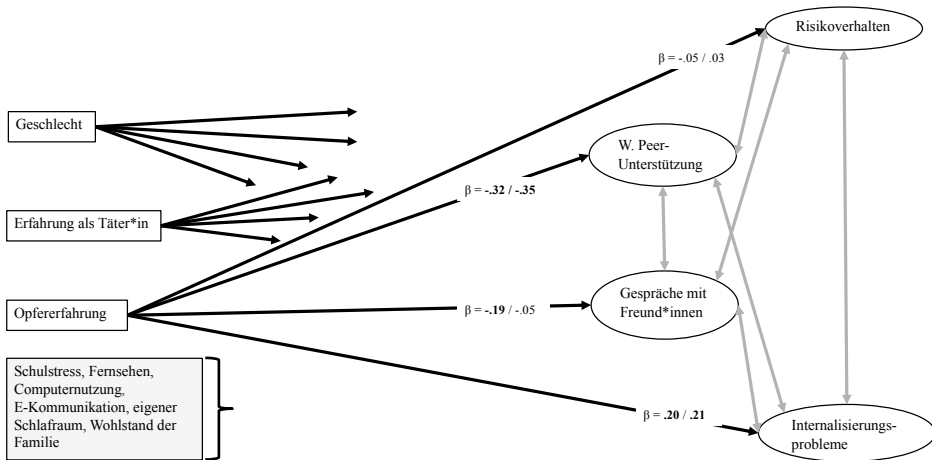 Risikoverhalten
β = -.05 / .03
Geschlecht
W. Peer-
Unterstützung
β = -.32 / -.35
Erfahrung als Täter*in
Gespräche mit
Freund*innen
β = -.19 / -.05
Opfererfahrung
Schulstress, Fernsehen,
Computernutzung,
E-Kommunikation, eigener
Schlafraum, Wohlstand der
Familie
β = .20 / .21
Internalisierungs-
probleme